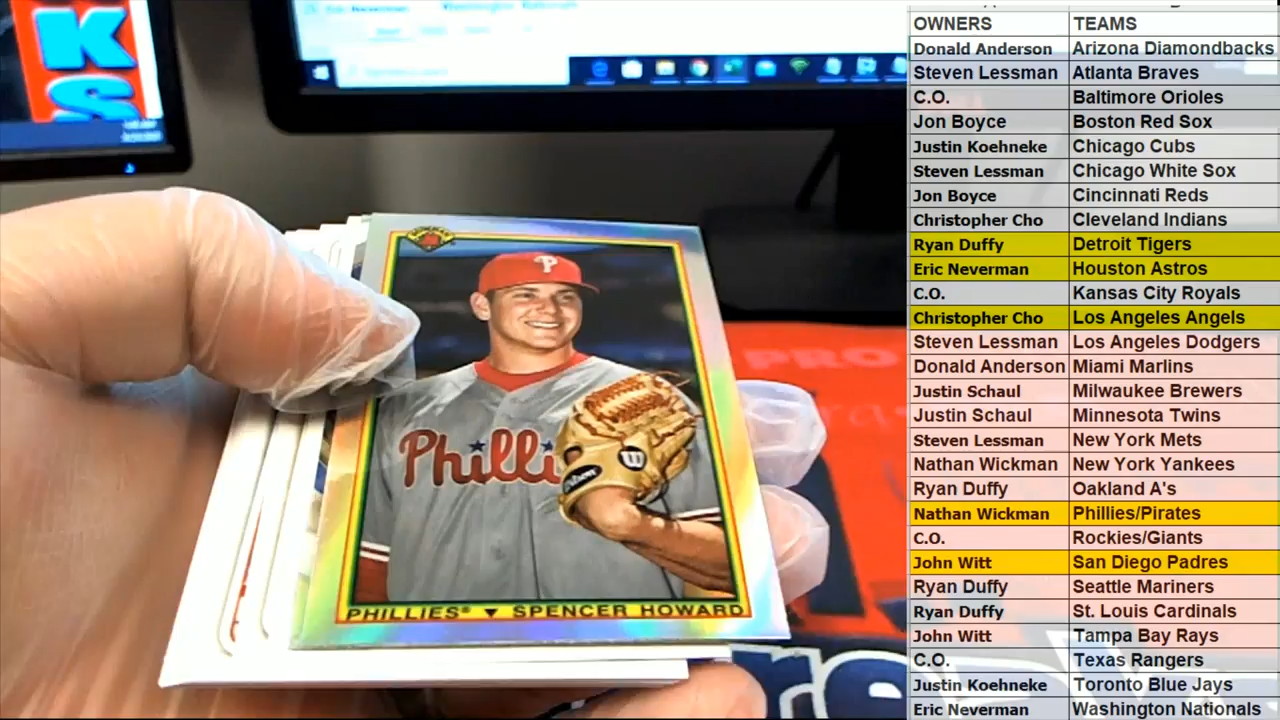 K
S
P
Philli
W
Wilson
PHILLIES® ▼ SPENCER HOWARD
PRO
OWNERS TEAMS
Donald Anderson Arizona Diamondbacks
Steven Lessman Atlanta Braves
C.O. Baltimore Orioles
Jon Boyce Boston Red Sox
Justin Koehneke Chicago Cubs
Steven Lessman Chicago White Sox
Jon Boyce Cincinnati Reds
Christopher Cho Cleveland Indians
Ryan Duffy Detroit Tigers
Eric Neverman Houston Astros
C.O. Kansas City Royals
Christopher Cho Los Angeles Angels
Steven Lessman Los Angeles Dodgers
Donald Anderson Miami Marlins
Justin Schaul Milwaukee Brewers
Justin Schaul Minnesota Twins
Steven Lessman New York Mets
Nathan Wickman New York Yankees
Ryan Duffy Oakland A's
Nathan Wickman Phillies/Pirates
C.O. Rockies/Giants
John Witt San Diego Padres
Ryan Duffy Seattle Mariners
Ryan Duffy St. Louis Cardinals
John Witt Tampa Bay Rays
C.O. Texas Rangers
Justin Koehneke Toronto Blue Jays
Eric Neverman Washington Nationals